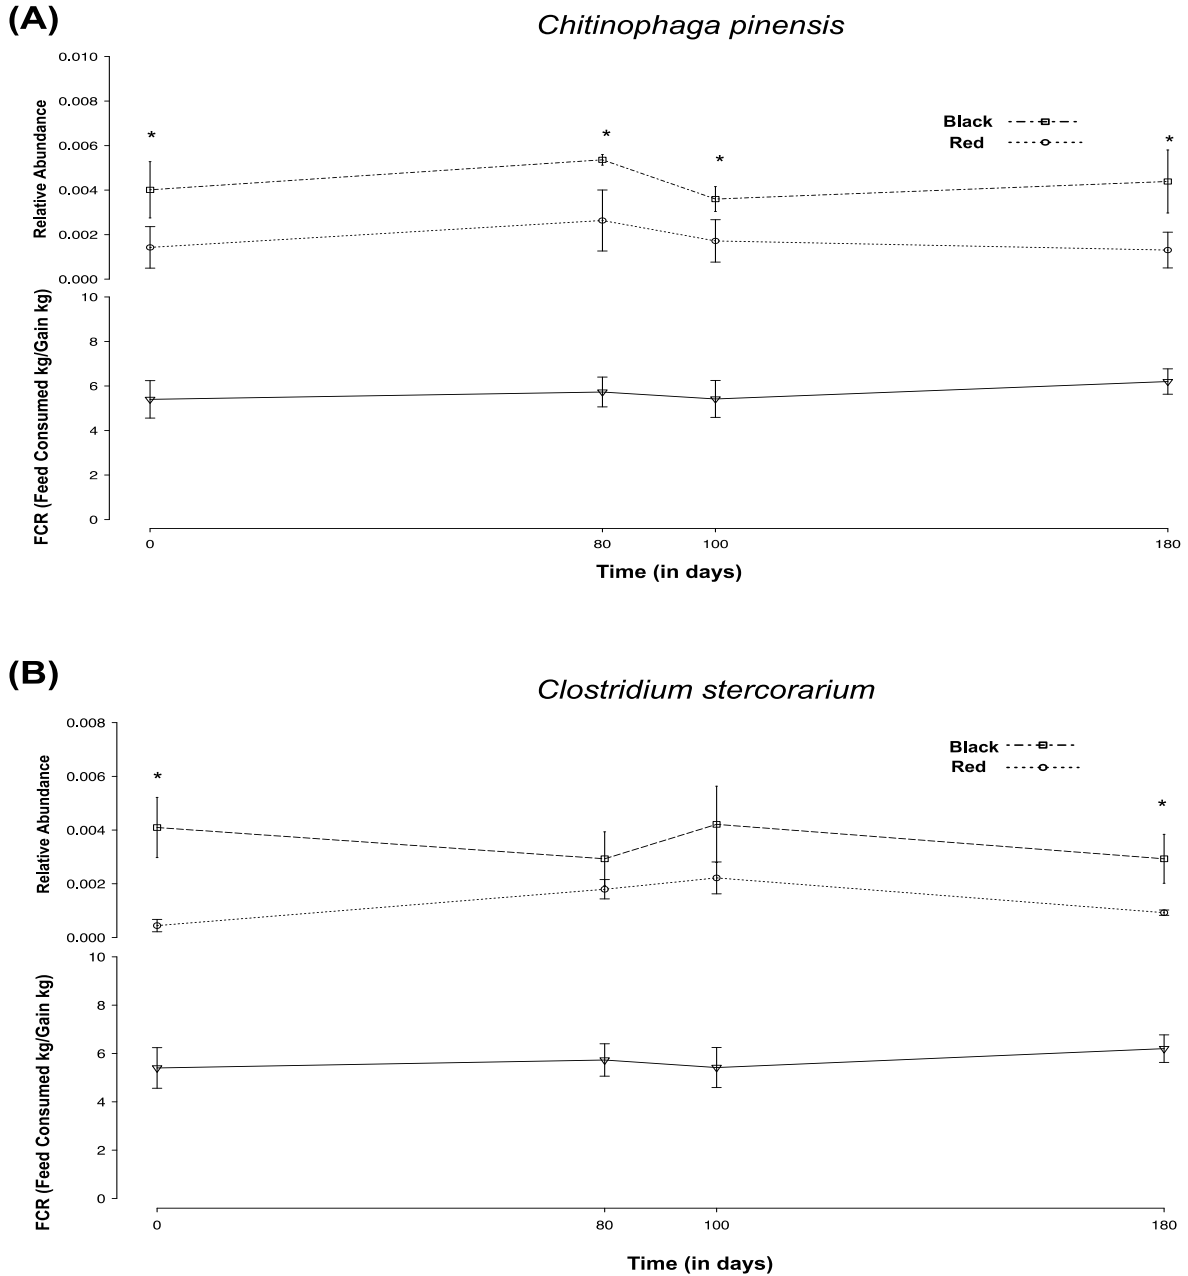 (A)
Chitinophaga pinensis
Relative Abundance
0.010
0.008
0.006
0.004
0.002
0.000
* * * *
Black
Red
FCR (Feed Consumed kg/Gain kg)
10
8
6
4
2
0
0 80 100 180
Time (in days)
(B)
Clostridium stercorarium
Relative Abundance
0.008
0.006
0.004
0.002
0.000
* *
Black
Red
FCR (Feed Consumed kg/Gain kg)
10
8
6
4
2
0
0 80 100 180
Time (in days)